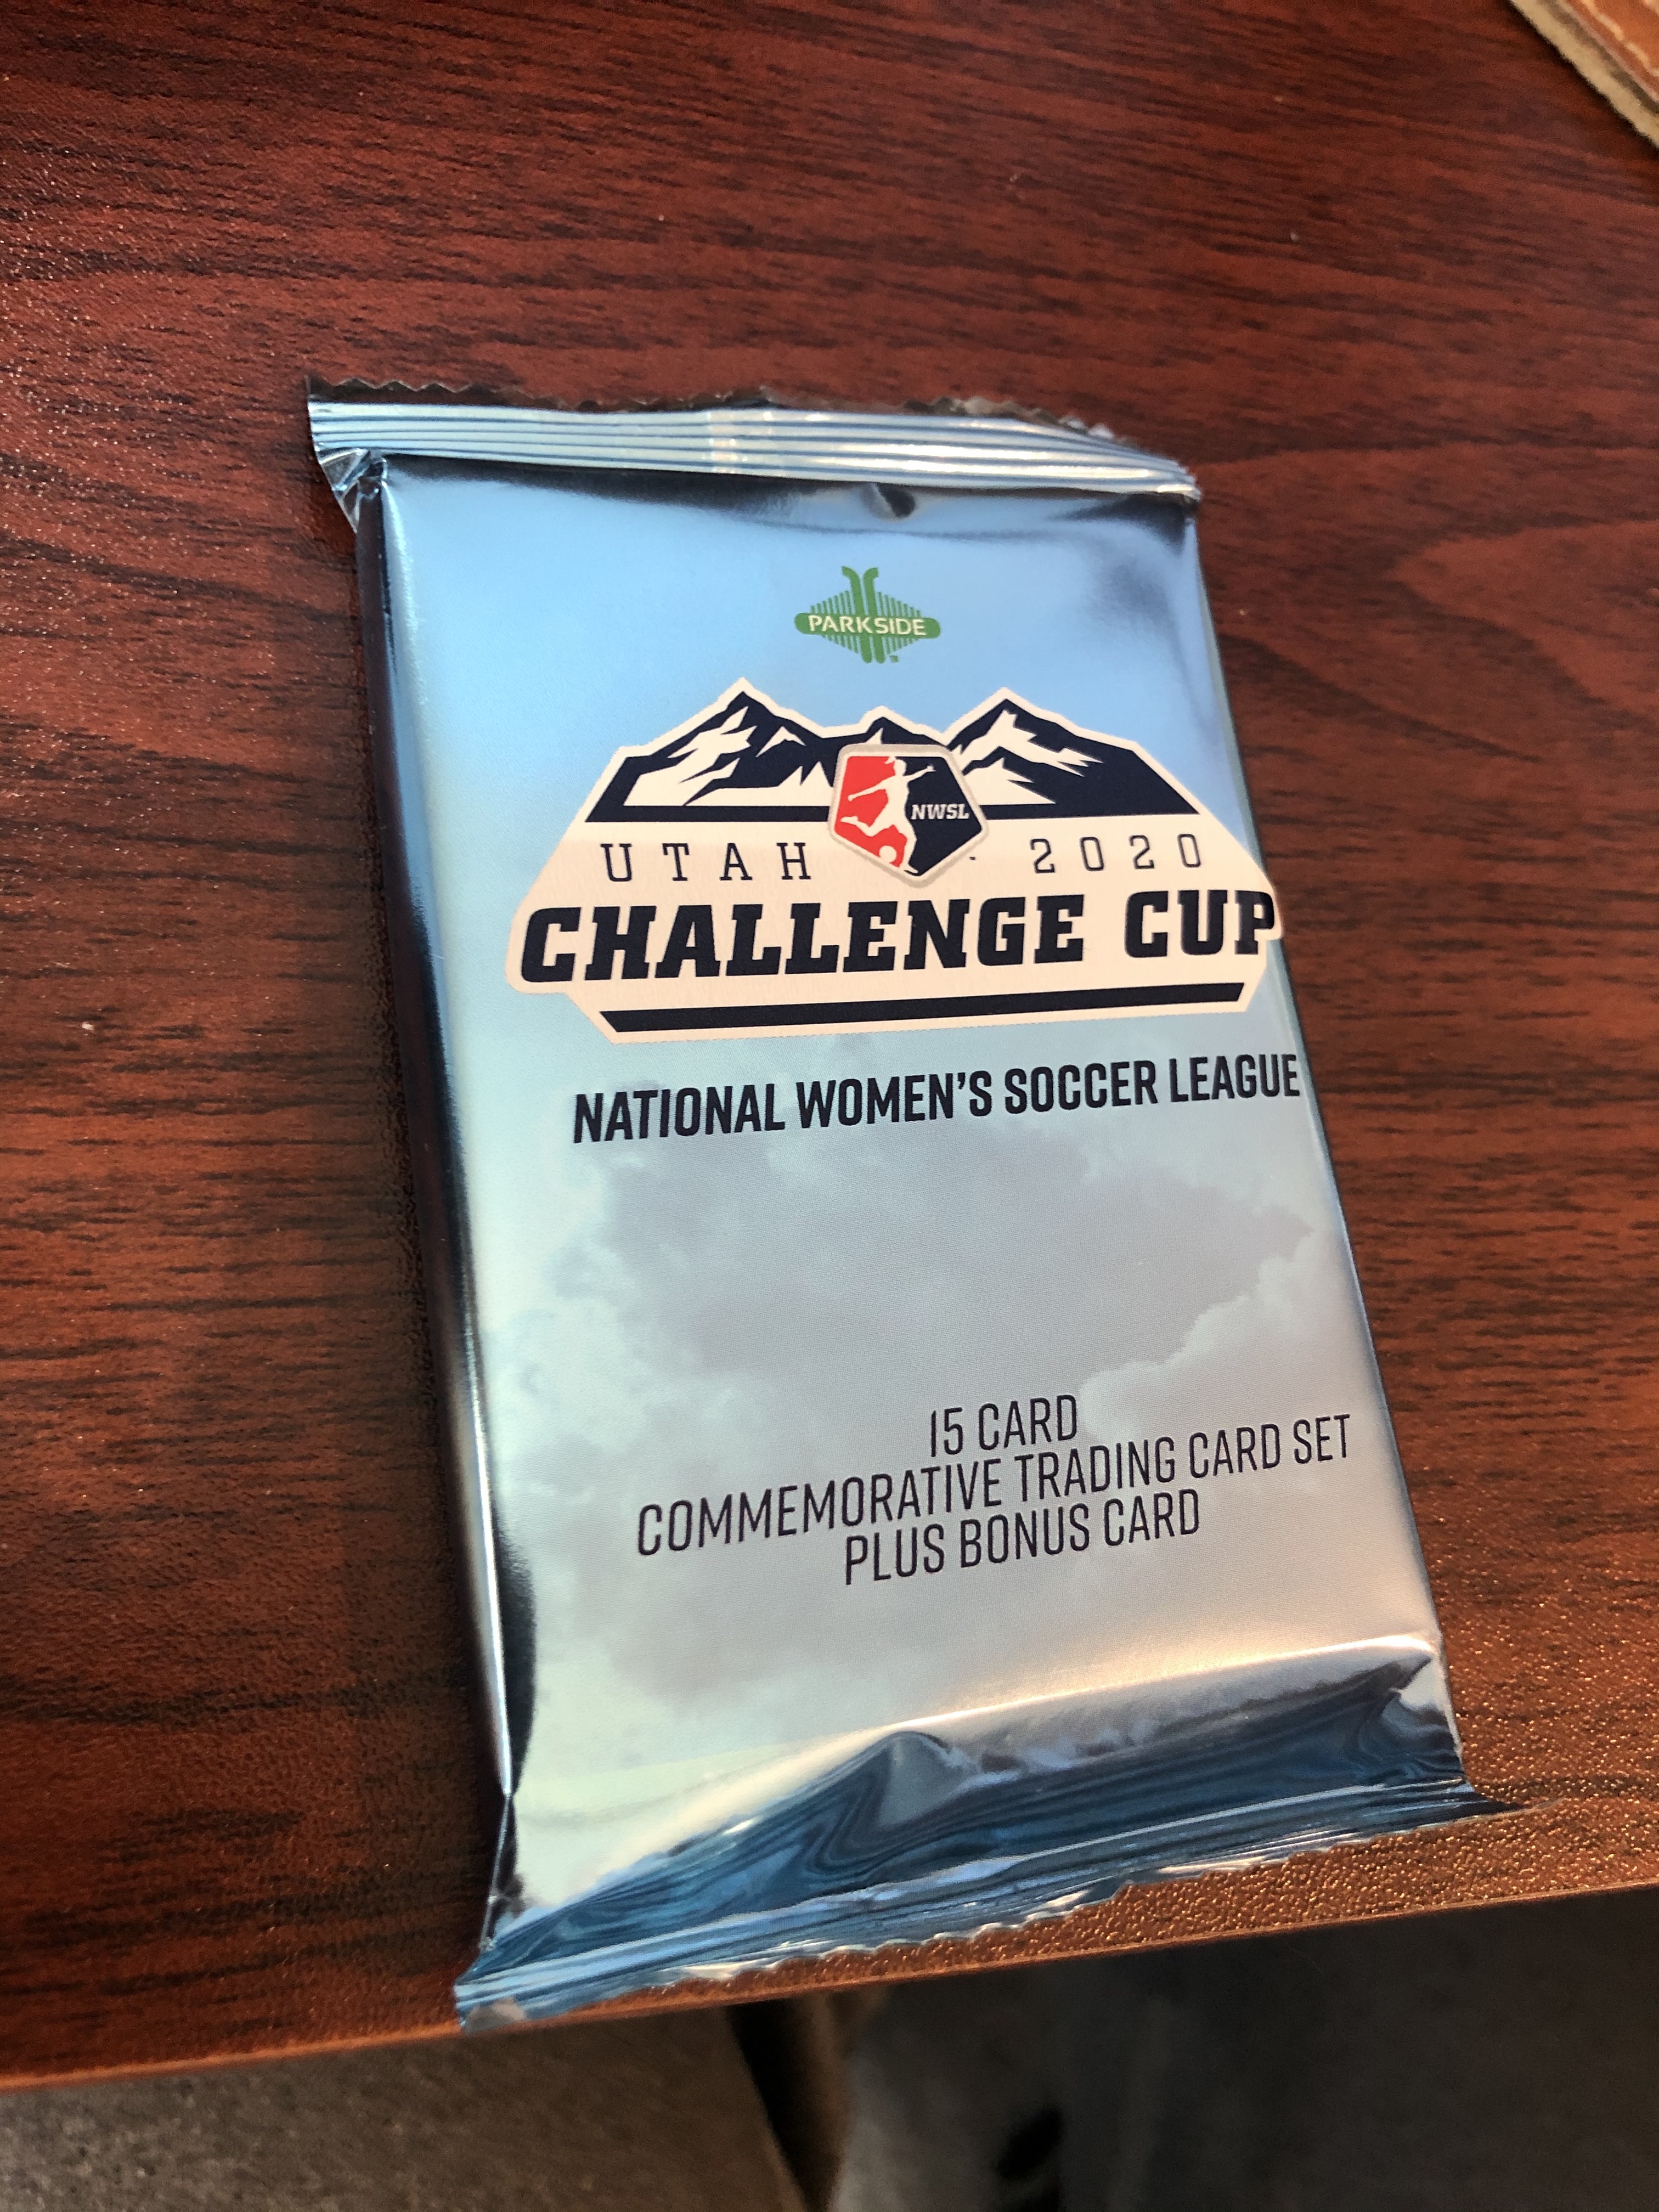 PARKSIDE
NWSL
UTAH · 2020
CHALLENGE CUP
NATIONAL WOMEN'S SOCCER LEAGUE
15 CARD
COMMEMORATIVE TRADING CARD SET
PLUS BONUS CARD